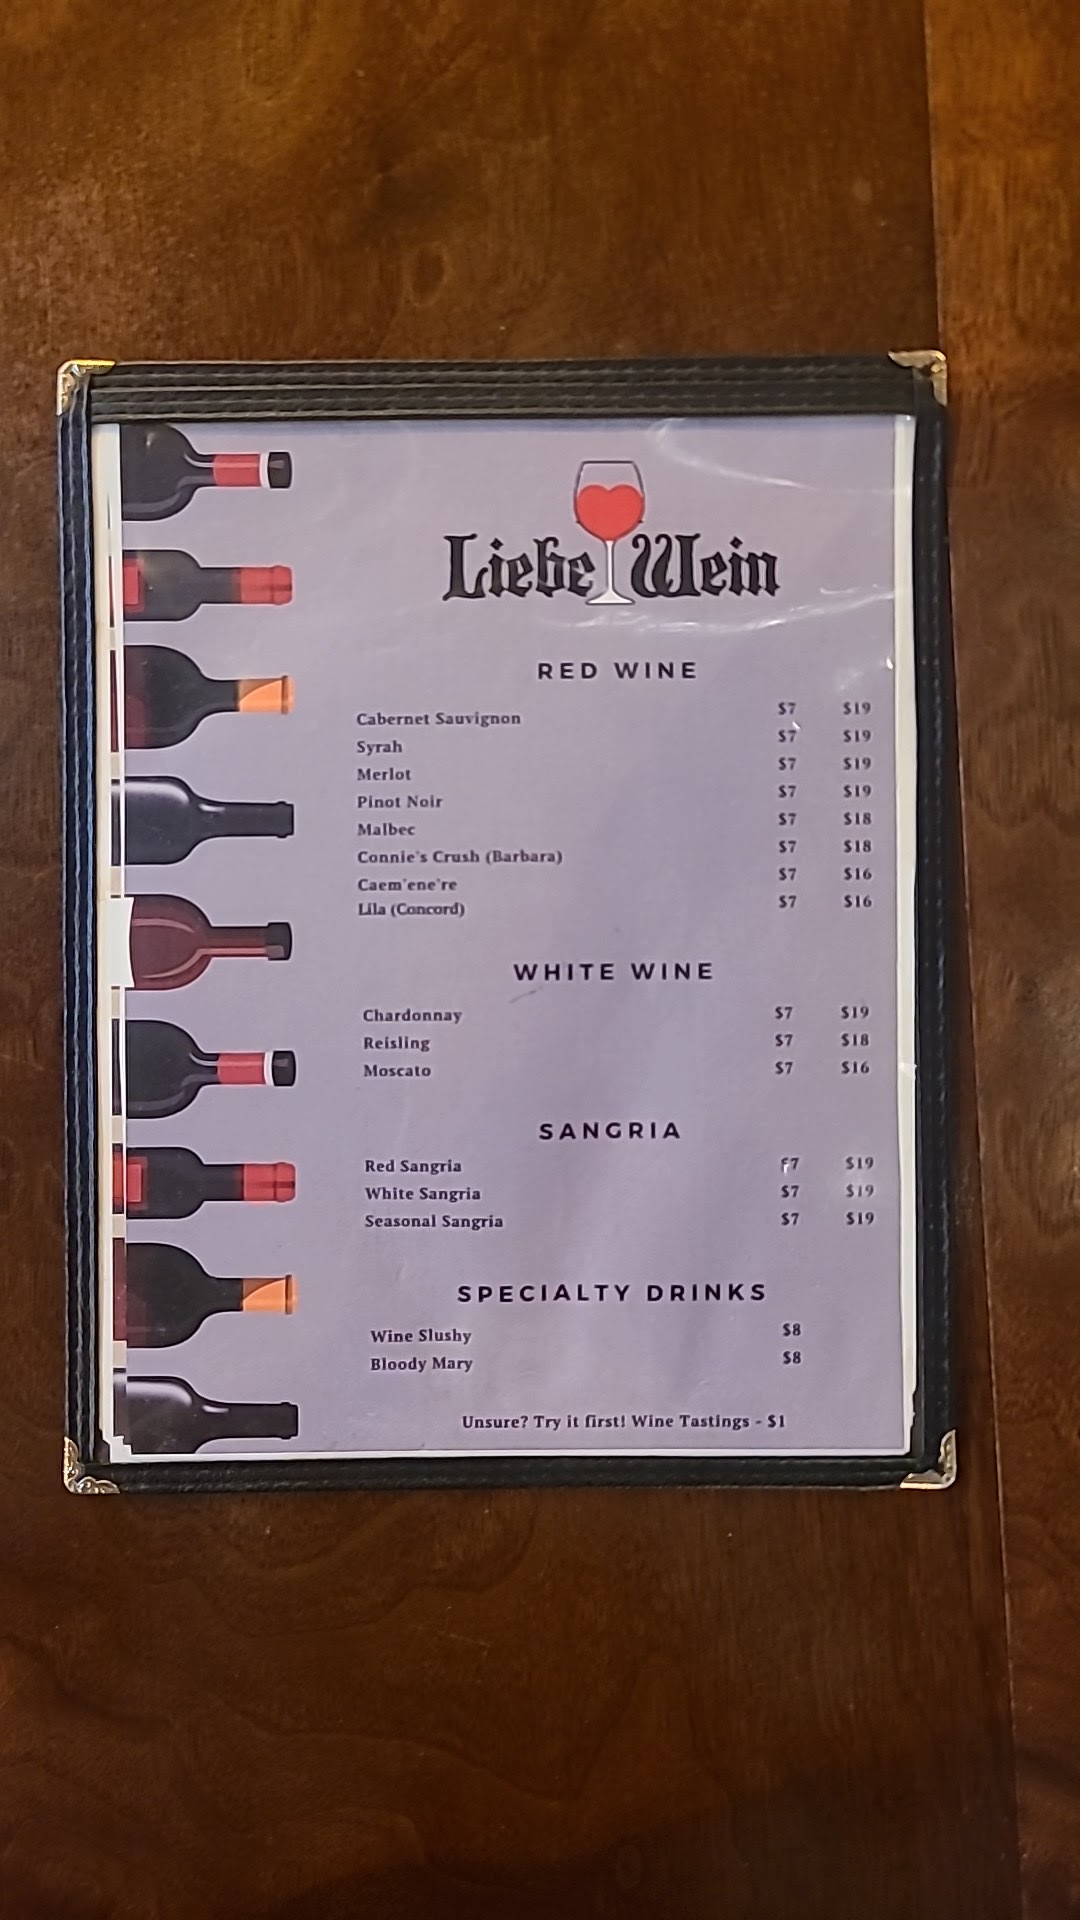 Liebe Wein
RED WINE
Cabernet Sauvignon $7 $19
Syrah $7 $19
Merlot $7 $19
Pinot Noir $7 $19
Malbec $7 $18
Connie's Crush (Barbara) $7 $18
Caem'ene're $7 $16
Lila (Concord) $7 $16
WHITE WINE
Chardonnay $7 $19
Reisling $7 $18
Moscato $7 $16
SANGRIA
Red Sangria $7 $19
White Sangria $7 $19
Seasonal Sangria $7 $19
SPECIALTY DRINKS
Wine Slushy $8
Bloody Mary $8
Unsure? Try it first! Wine Tastings - $1